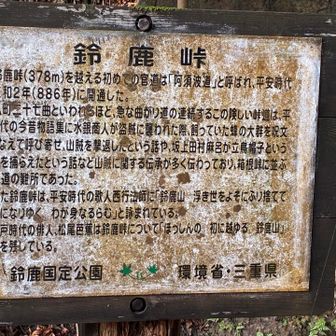 鈴鹿峠
鈴鹿峠(378m)を越える初めての官道は「阿須波道」と呼ばれ、平安時代
和2年(886年)に開通した。
町二十七曲といわれるほど、急な曲がり道の連続するこの険しい峠道は、平
代の今昔物語集に水銀商人が盗賊に襲われた際、飼っていた蜂の大群を呪文
なえて呼び寄せ、山賊を撃退したという話や、坂上田村麻呂が立烏帽子という
を捕らえたという話など山賊に関する伝承が多く伝わっており、箱根峠に並ぶ
道の難所であった。
た鈴鹿峠は、平安時代の歌人西行法師に「鈴鹿山 浮き世をよそにふり捨てて
になりゆく わが身なるらむ」と詠まれている。
戸時代の俳人、松尾芭蕉は鈴鹿峠について「ほっしんの 初に越ゆる 鈴鹿山」
を残している。
鈴鹿国定公園 環境省・三重県